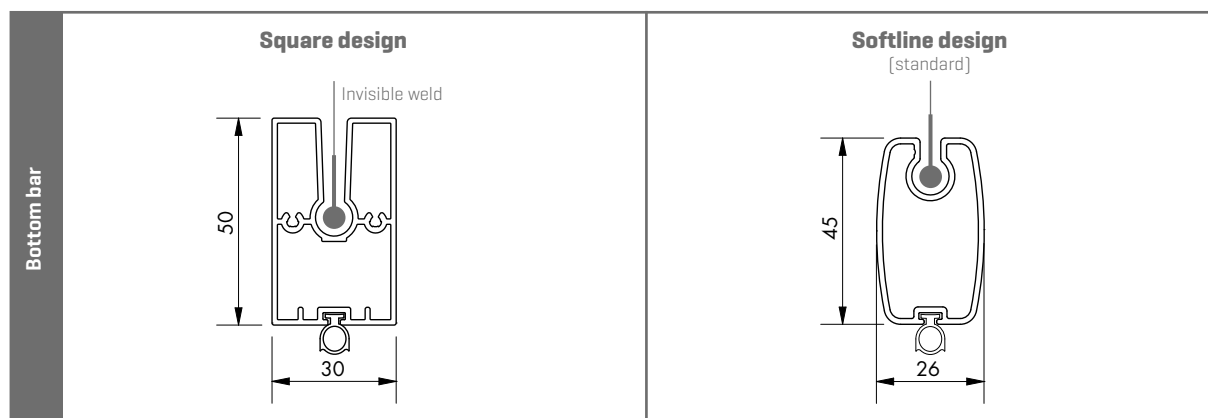 Bottom bar
Square design
Invisible weld
50
30
Softline design
(standard)
45
26